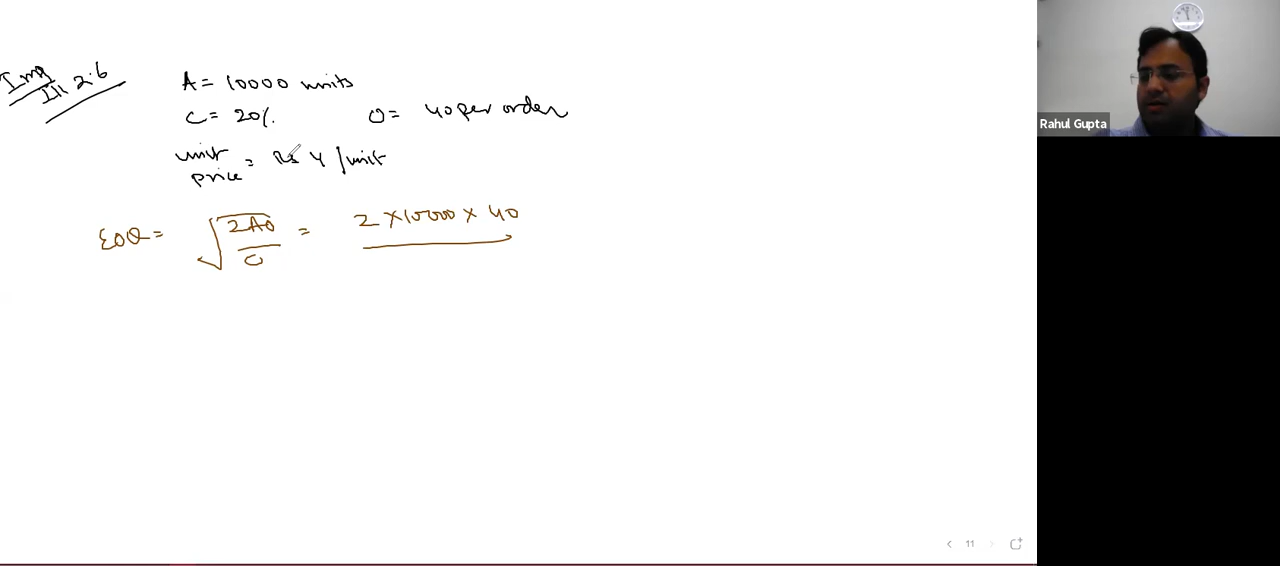 Imp
Ill 2.6
A = 10000 units
C = 20%. O = 40 per order
unit price = Rs 4 /unit
EOQ = √2AO/C = 2 × 10000 × 40
Rahul Gupta
11